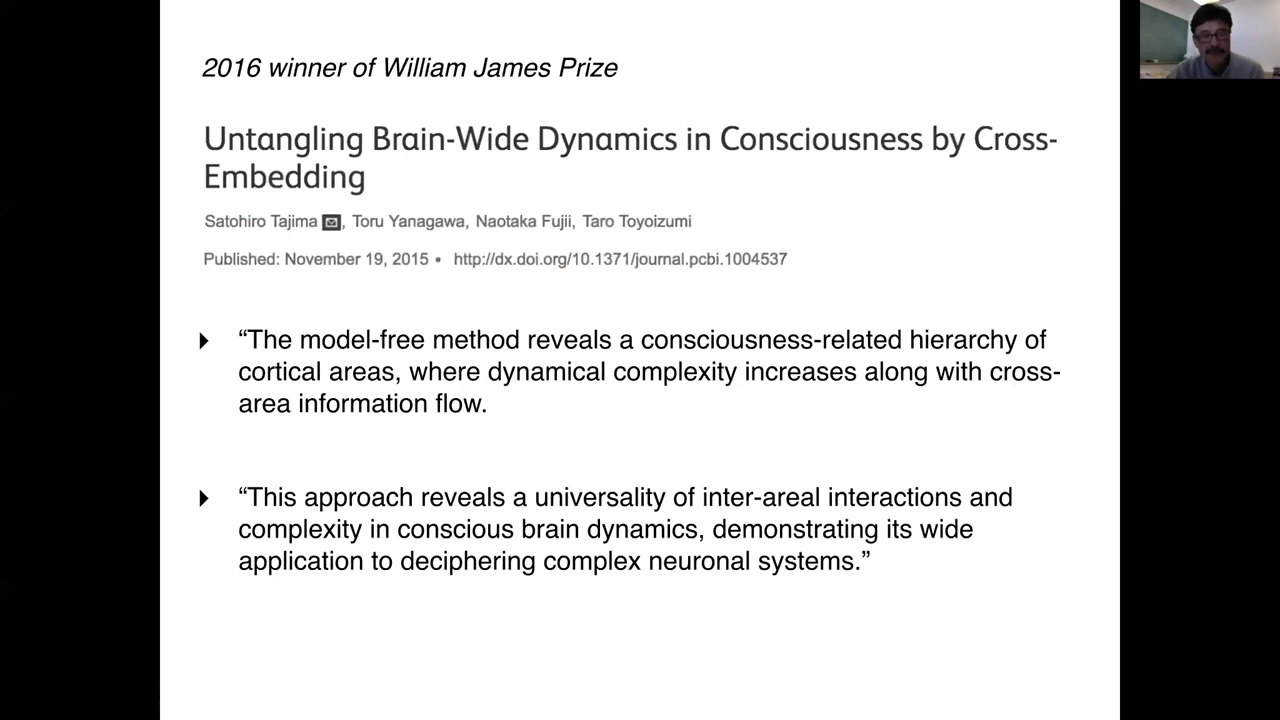 2016 winner of William James Prize
Untangling Brain-Wide Dynamics in Consciousness by Cross-
Embedding
Satohiro Tajima , Toru Yanagawa, Naotaka Fujii, Taro Toyoizumi
Published: November 19, 2015 • http://dx.doi.org/10.1371/journal.pcbi.1004537
“The model-free method reveals a consciousness-related hierarchy of
cortical areas, where dynamical complexity increases along with cross-
area information flow.
“This approach reveals a universality of inter-areal interactions and
complexity in conscious brain dynamics, demonstrating its wide
application to deciphering complex neuronal systems.”